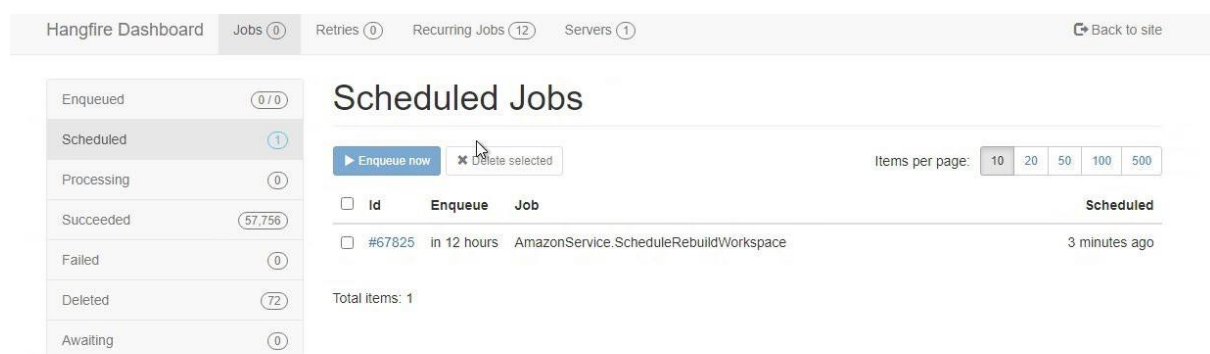 Hangfire Dashboard Jobs 0 Retries 0 Recurring Jobs 12 Servers 1 Back to site
Enqueued 0 / 0
Scheduled 1
Processing 0
Succeeded 57,756
Failed 0
Deleted 72
Awaiting 0
Scheduled Jobs
Enqueue now Delete selected Items per page: 10 20 50 100 500
Id Enqueue Job Scheduled
#67825 in 12 hours AmazonService.ScheduleRebuildWorkspace 3 minutes ago
Total items: 1